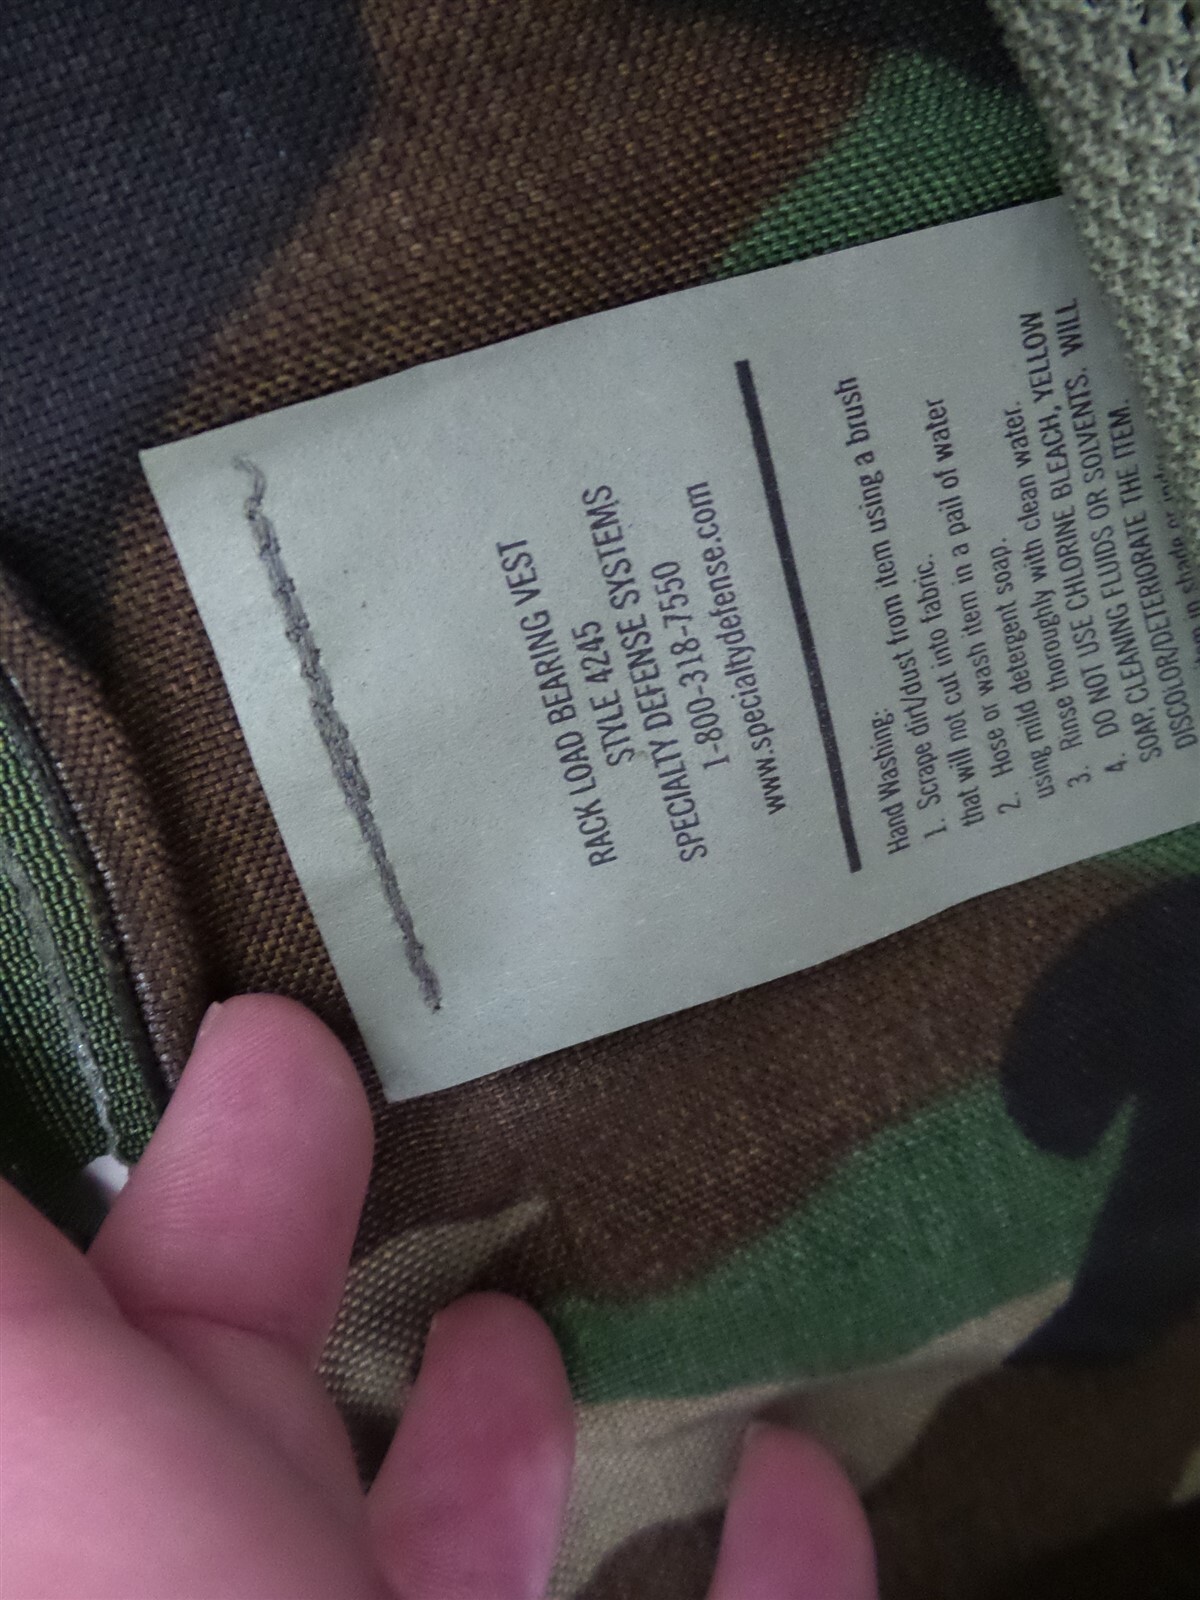 RACK LOAD BEARING VEST
STYLE 4245
SPECIALTY DEFENSE SYSTEMS
1-800-318-7550
www.specialtydefense.com
Hand Washing:
1. Scrape dirt/dust from item using a brush
that will not cut into fabric.
2. Hose or wash item in a pail of water
using mild detergent soap.
3. Rinse thoroughly with clean water.
4. DO NOT USE CHLORINE BLEACH, YELLOW
SOAP, CLEANING FLUIDS OR SOLVENTS. WILL
DISCOLOR/DETERIORATE THE ITEM.